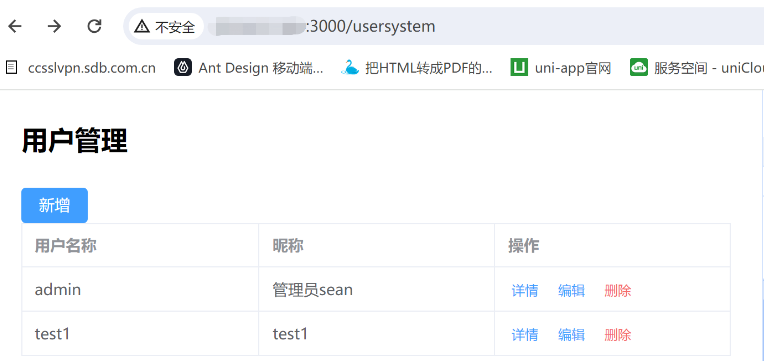 不安全 :3000/usersystem
ccsslvpn.sdb.com.cn Ant Design 移动端... 把HTML转成PDF的... uni-app官网 服务空间 - uniClou
用户管理
新增
用户名称 昵称 操作
admin 管理员sean 详情 编辑 删除
test1 test1 详情 编辑 删除